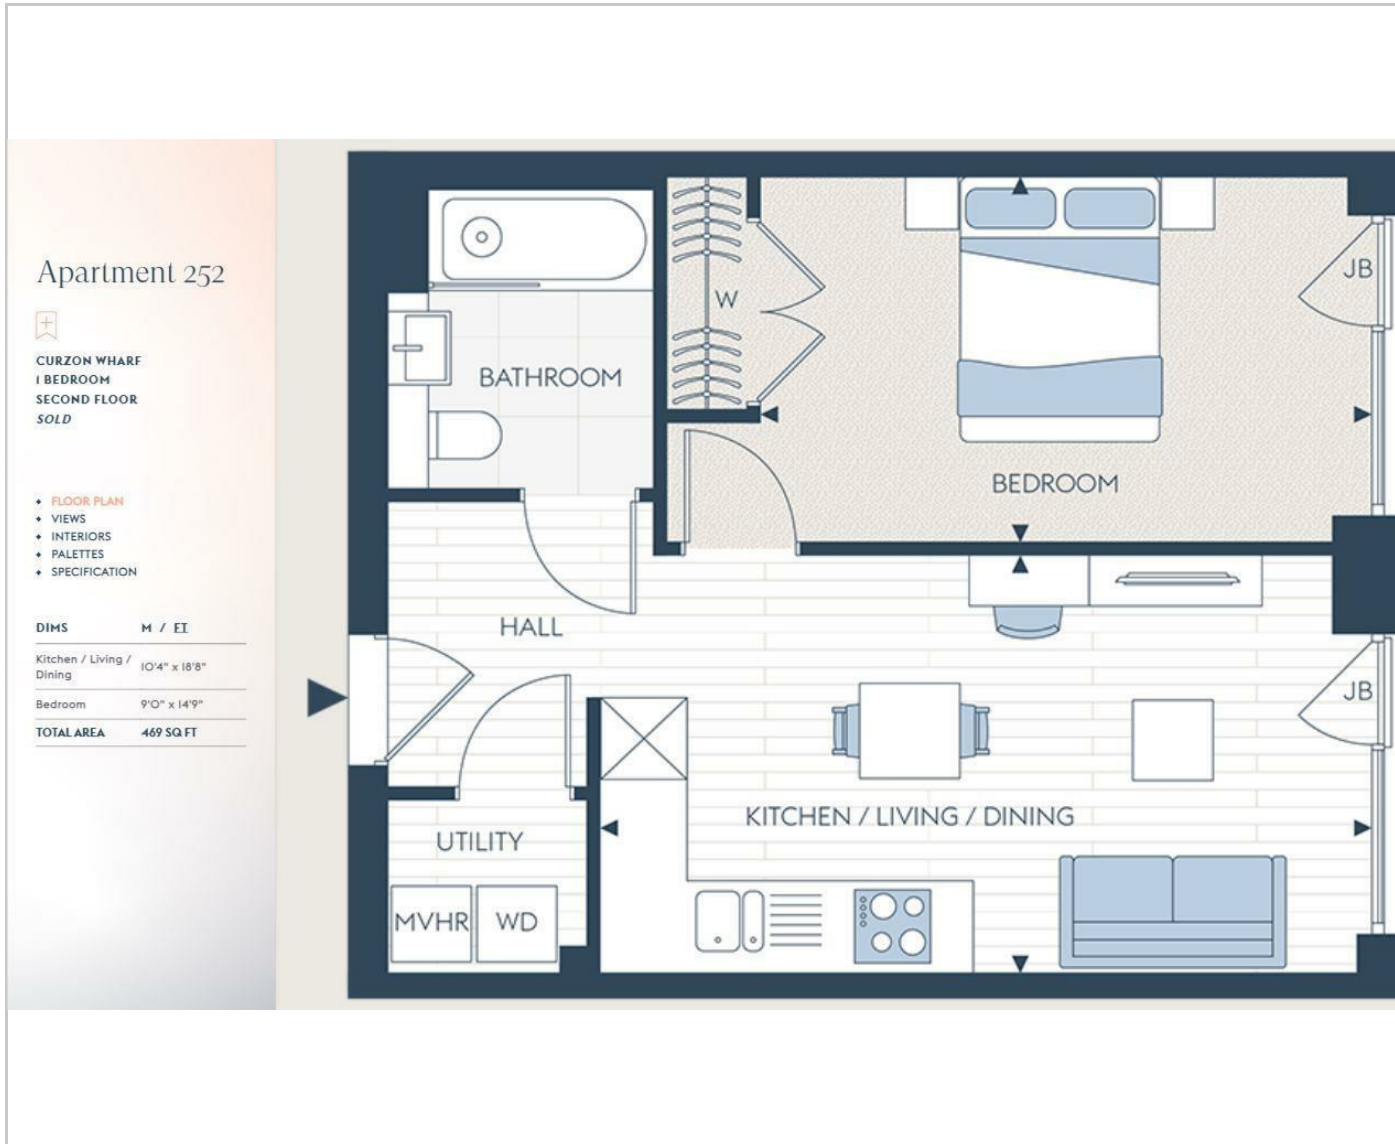 Apartment 252
CURZON WHARF
1 BEDROOM
SECOND FLOOR
SOLD
FLOOR PLAN
VIEWS
INTERIORS
PALETTES
SPECIFICATION
DIMS M / FT
Kitchen / Living / Dining 10'4" x 18'8"
Bedroom 9'0" x 14'9"
TOTAL AREA 469 SQ FT
JB
W
BATHROOM
BEDROOM
HALL
JB
KITCHEN / LIVING / DINING
UTILITY
MVHR WD